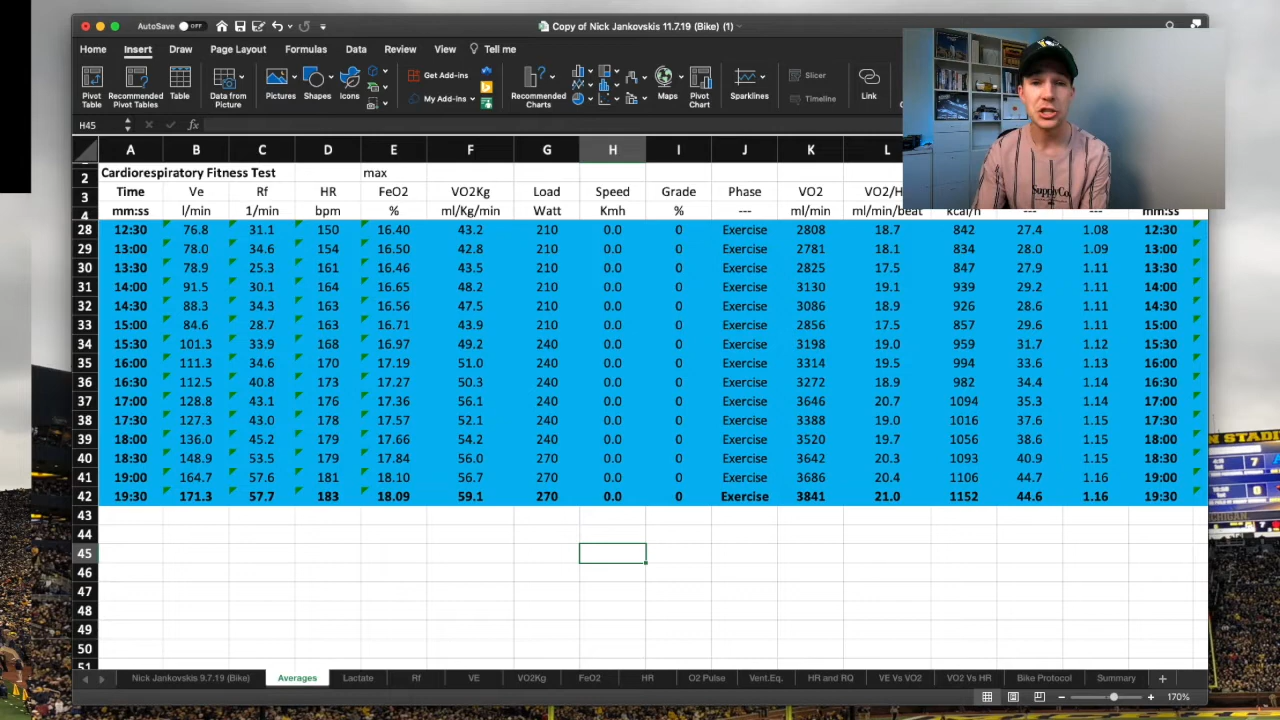 AutoSave OFF Copy of Nick Jankovskis 11.7.19 (Bike) (1)
Home Insert Draw Page Layout Formulas Data Review View Tell me
Pivot Table
Recommended Pivot Tables
Table
Data from Picture
Pictures
Shapes
Icons
Get Add-ins
My Add-ins
Recommended Charts
Maps
Pivot Chart
Sparklines
Slicer
Timeline
Link
H45 fx
A B C D E F G H I J K L
2 Cardiorespiratory Fitness Test max
3 Time Ve Rf HR FeO2 VO2Kg Load Speed Grade Phase VO2 VO2/H
4 mm:ss l/min 1/min bpm % ml/Kg/min Watt Kmh % --- ml/min ml/min/beat kcal/h --- --- mm:ss
28 12:30 76.8 31.1 150 16.40 43.2 210 0.0 0 Exercise 2808 18.7 842 27.4 1.08 12:30
29 13:00 78.0 34.6 154 16.50 42.8 210 0.0 0 Exercise 2781 18.1 834 28.0 1.09 13:00
30 13:30 78.9 25.3 161 16.46 43.5 210 0.0 0 Exercise 2825 17.5 847 27.9 1.11 13:30
31 14:00 91.5 30.1 164 16.65 48.2 210 0.0 0 Exercise 3130 19.1 939 29.2 1.11 14:00
32 14:30 88.3 34.3 163 16.56 47.5 210 0.0 0 Exercise 3086 18.9 926 28.6 1.11 14:30
33 15:00 84.6 28.7 163 16.71 43.9 210 0.0 0 Exercise 2856 17.5 857 29.6 1.11 15:00
34 15:30 101.3 33.9 168 16.97 49.2 240 0.0 0 Exercise 3198 19.0 959 31.7 1.12 15:30
35 16:00 111.3 34.6 170 17.19 51.0 240 0.0 0 Exercise 3314 19.5 994 33.6 1.13 16:00
36 16:30 112.5 40.8 173 17.27 50.3 240 0.0 0 Exercise 3272 18.9 982 34.4 1.14 16:30
37 17:00 128.8 43.1 176 17.36 56.1 240 0.0 0 Exercise 3646 20.7 1094 35.3 1.14 17:00
38 17:30 127.3 43.0 178 17.57 52.1 240 0.0 0 Exercise 3388 19.0 1016 37.6 1.15 17:30
39 18:00 136.0 45.2 179 17.66 54.2 240 0.0 0 Exercise 3520 19.7 1056 38.6 1.15 18:00
40 18:30 148.9 53.5 179 17.84 56.0 270 0.0 0 Exercise 3642 20.3 1093 40.9 1.15 18:30
41 19:00 164.7 57.6 181 18.10 56.7 270 0.0 0 Exercise 3686 20.4 1106 44.7 1.16 19:00
42 19:30 171.3 57.7 183 18.09 59.1 270 0.0 0 Exercise 3841 21.0 1152 44.6 1.16 19:30
43
44
45
46
47
48
49
50
51
Nick Jankovskis 9.7.19 (Bike) Averages Lactate Rf VE VO2Kg FeO2 HR O2 Pulse Vent.Eq. HR and RQ VE Vs VO2 VO2 Vs HR Bike Protocol Summary
170%
SupplyCo.
STADIU
7
0